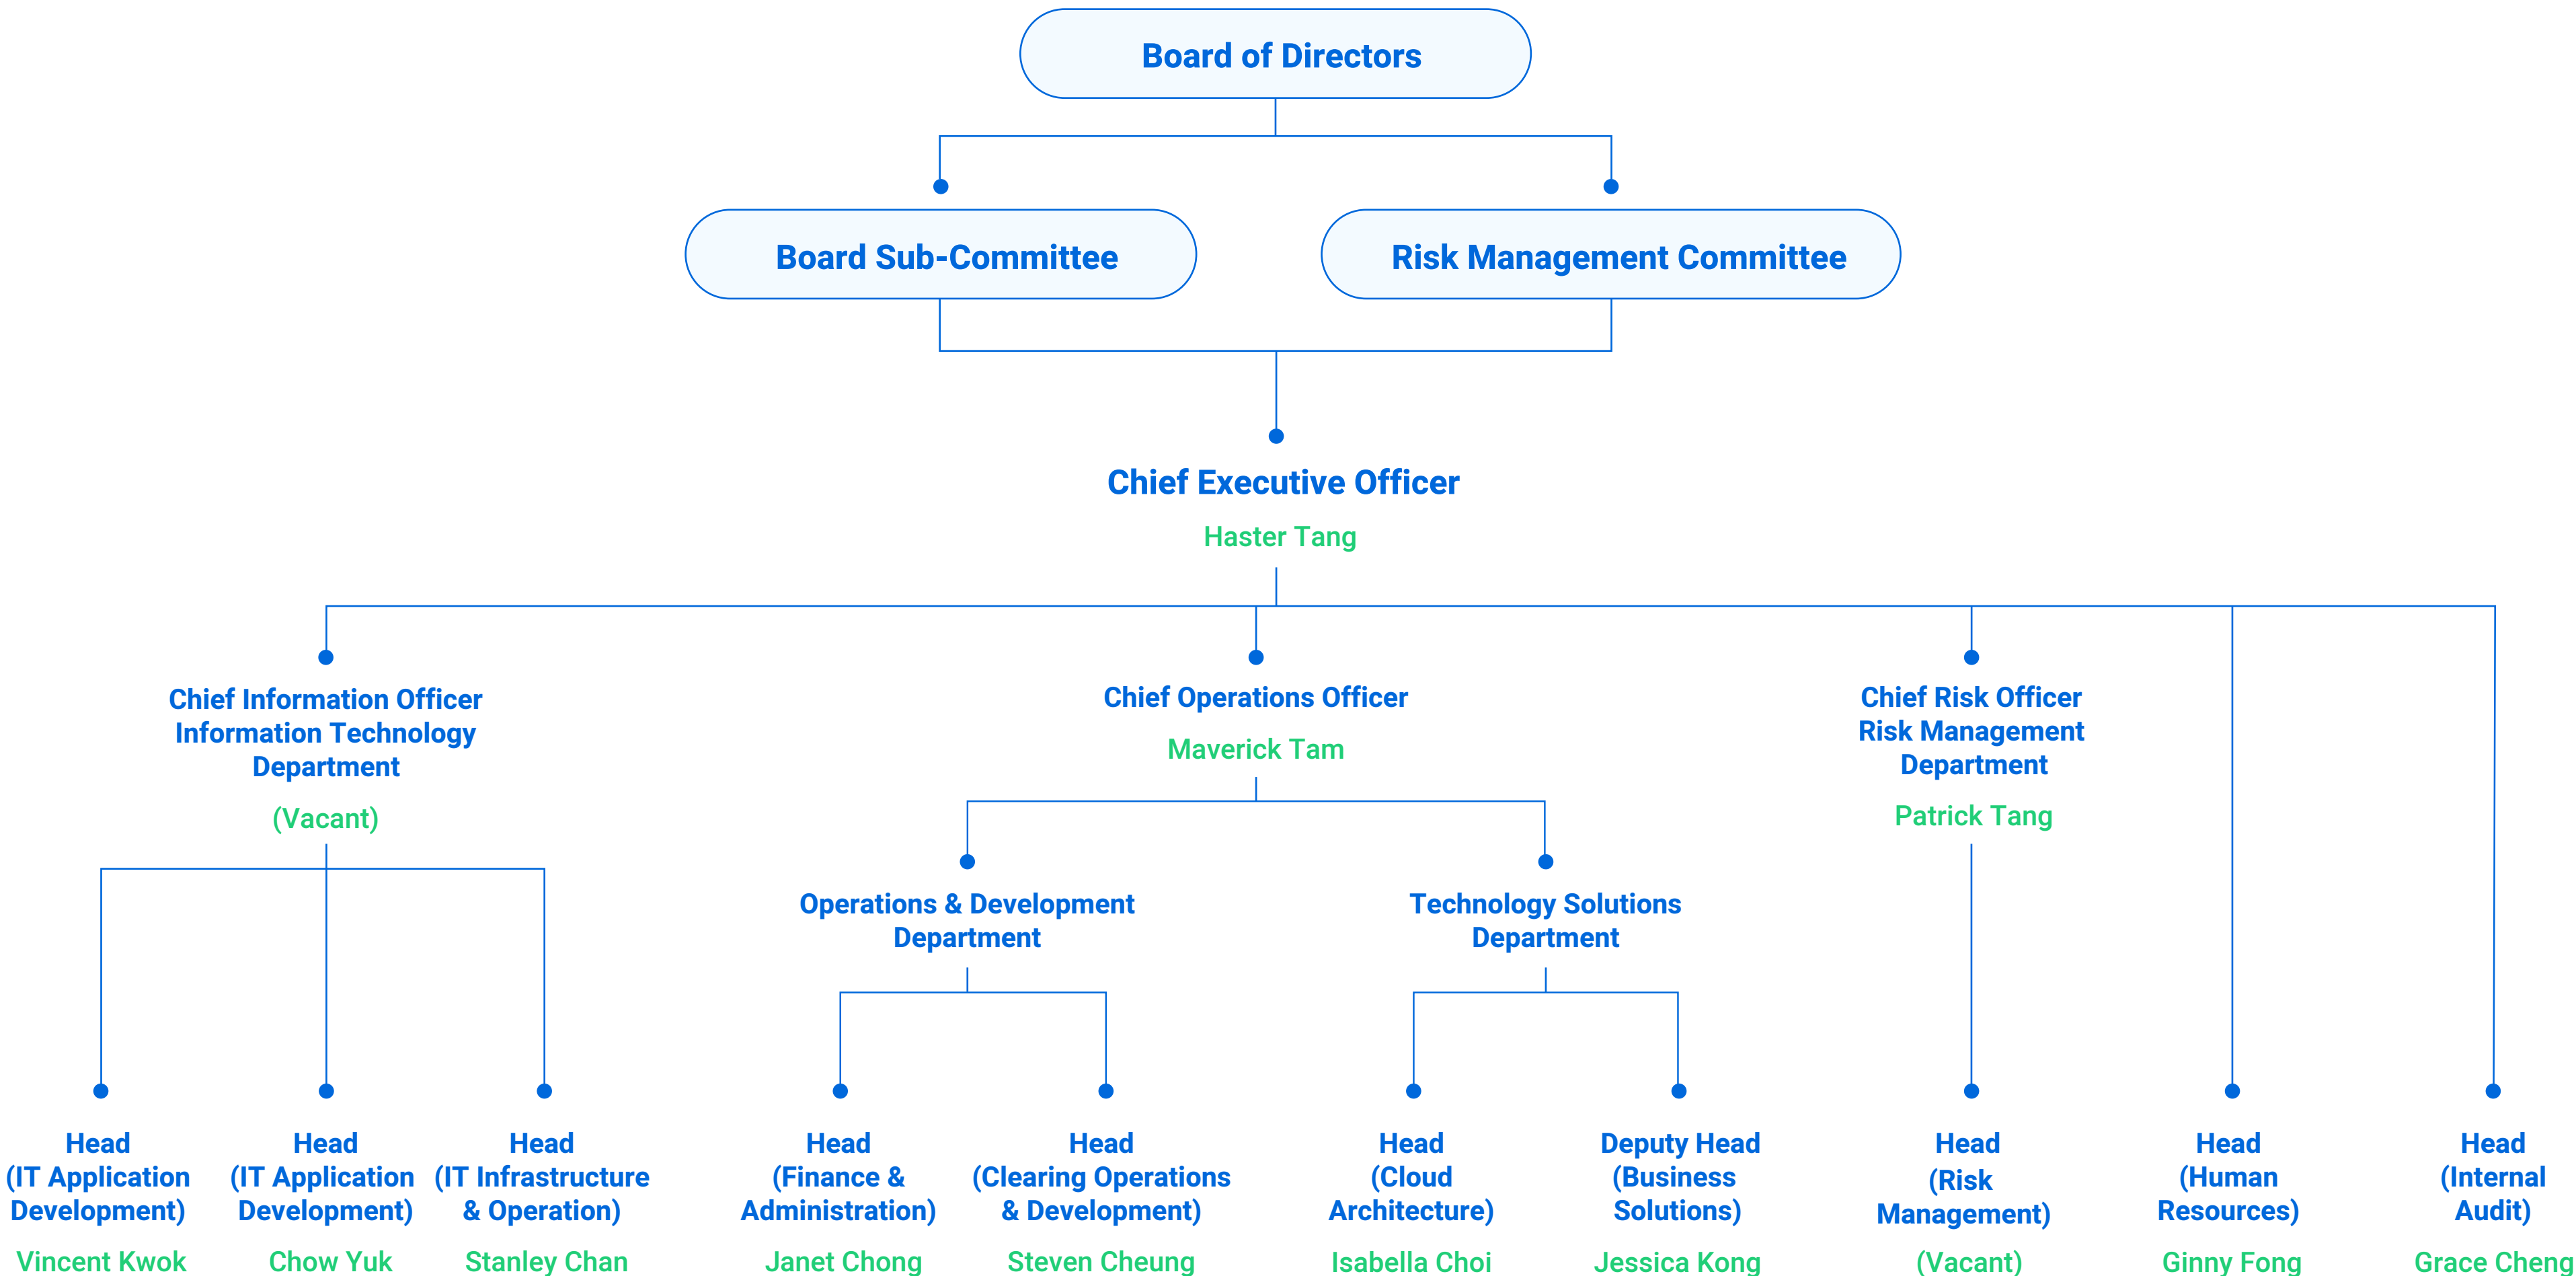 Board of Directors
Board Sub-Committee
Risk Management Committee
Chief Executive Officer
Haster Tang
Chief Information Officer
Information Technology
Department
(Vacant)
Chief Operations Officer
Maverick Tam
Chief Risk Officer
Risk Management
Department
Patrick Tang
Operations & Development
Department
Technology Solutions
Department
Head
(IT Application
Development)
Vincent Kwok
Head
(IT Application
Development)
Chow Yuk
Head
(IT Infrastructure
& Operation)
Stanley Chan
Head
(Finance &
Administration)
Janet Chong
Head
(Clearing Operations
& Development)
Steven Cheung
Head
(Cloud
Architecture)
Isabella Choi
Deputy Head
(Business
Solutions)
Jessica Kong
Head
(Risk
Management)
(Vacant)
Head
(Human
Resources)
Ginny Fong
Head
(Internal
Audit)
Grace Cheng